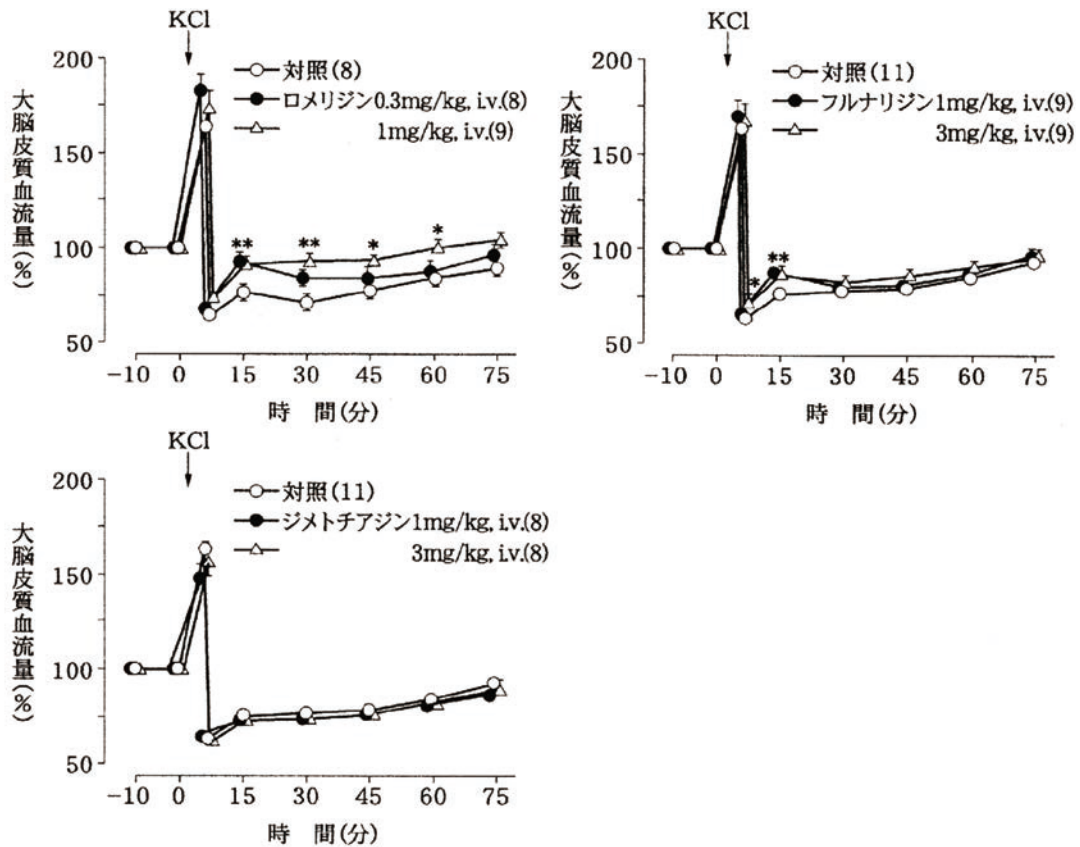 KCl
200
150
100
50
大脳皮質血流量(%)
対照(8)
ロメリジン0.3mg/kg, i.v.(8)
1mg/kg, i.v.(9)
** ** * *
-10 0 15 30 45 60 75
時 間(分)
KCl
200
150
100
50
大脳皮質血流量(%)
対照(11)
フルナリジン1mg/kg, i.v.(9)
3mg/kg, i.v.(9)
* **
-10 0 15 30 45 60 75
時 間(分)
KCl
200
150
100
50
大脳皮質血流量(%)
対照(11)
ジメトチアジン1mg/kg, i.v.(8)
3mg/kg, i.v.(8)
-10 0 15 30 45 60 75
時 間(分)